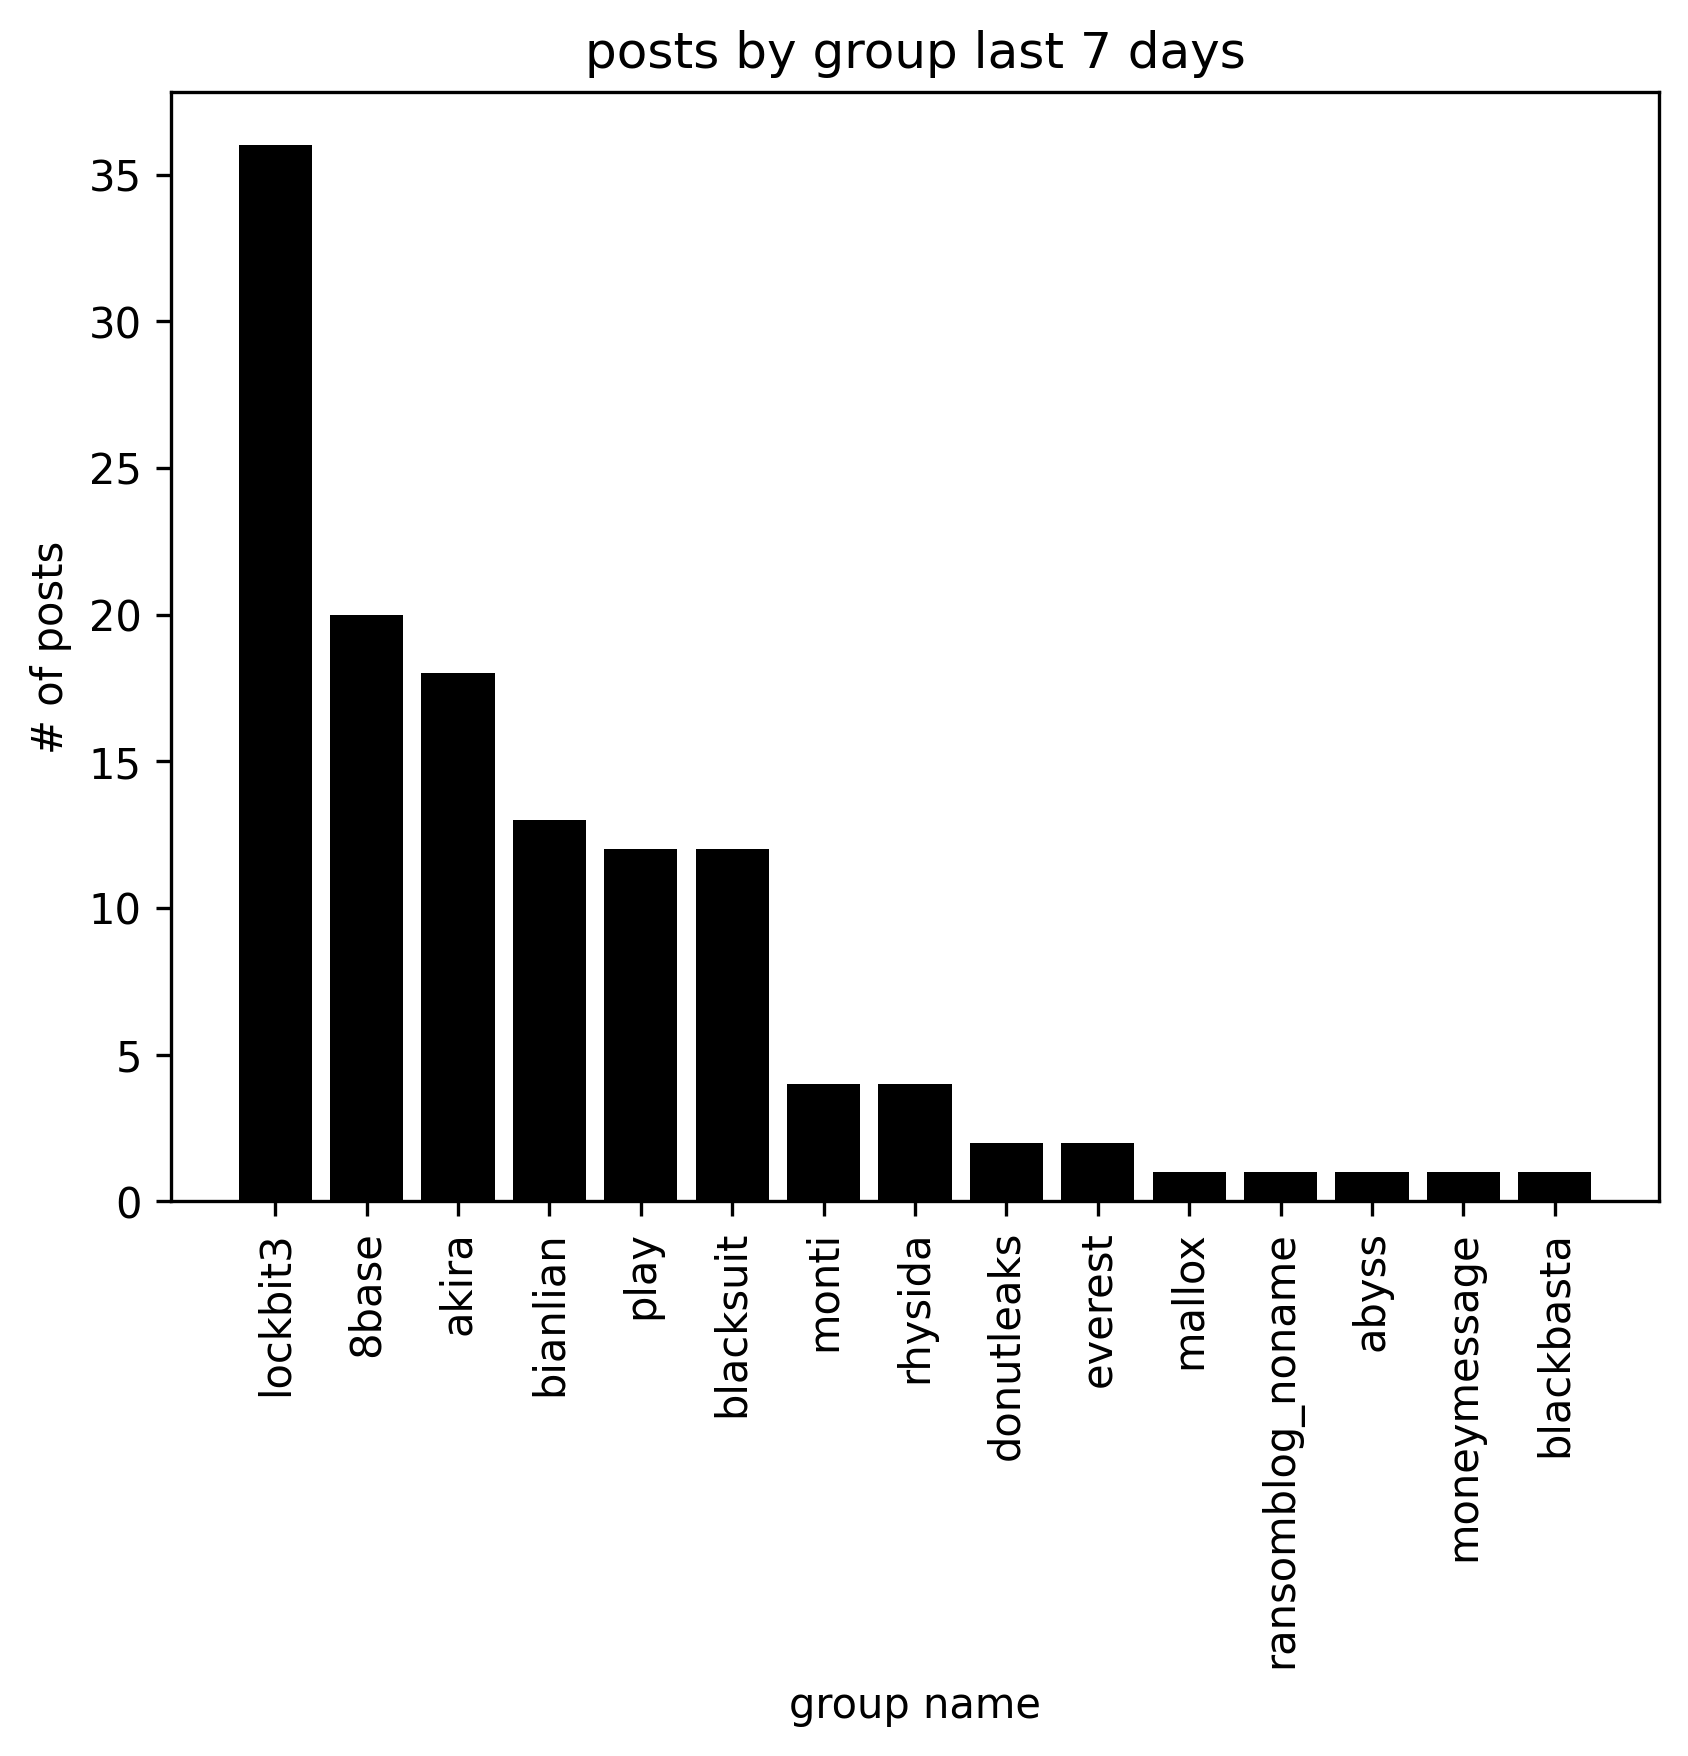 posts by group last 7 days
# of posts
35
30
25
20
15
10
5
0
lockbit3
8base
akira
bianlian
play
blacksuit
monti
rhysida
donutleaks
everest
mallox
ransomblog_noname
abyss
moneymessage
blackbasta
group name